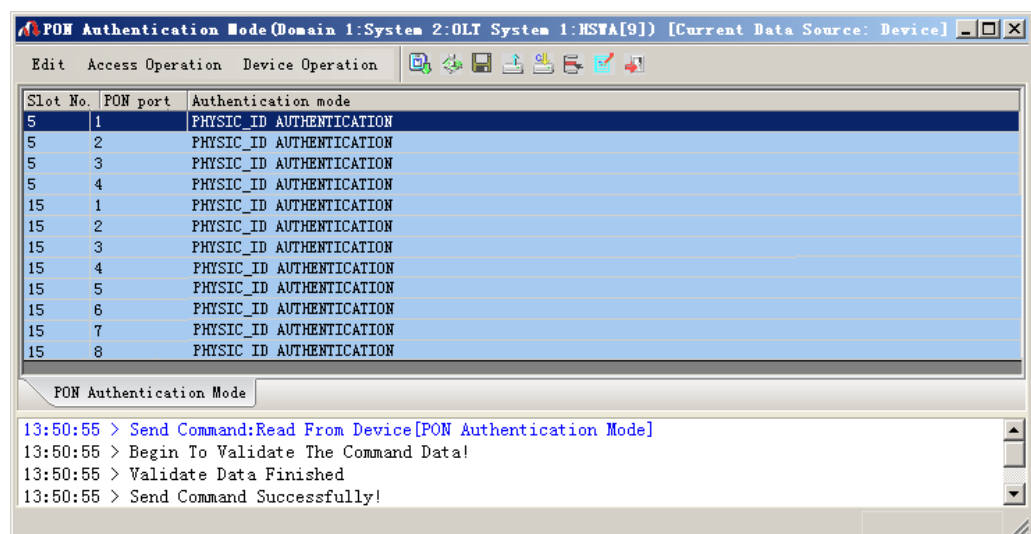 PON Authentication Mode(Domain 1:System 2:OLT System 1:HSWA[9]) [Current Data Source: Device]
Edit Access Operation Device Operation
Slot No. PON port Authentication mode
5 1 PHYSIC_ID AUTHENTICATION
5 2 PHYSIC_ID AUTHENTICATION
5 3 PHYSIC_ID AUTHENTICATION
5 4 PHYSIC_ID AUTHENTICATION
15 1 PHYSIC_ID AUTHENTICATION
15 2 PHYSIC_ID AUTHENTICATION
15 3 PHYSIC_ID AUTHENTICATION
15 4 PHYSIC_ID AUTHENTICATION
15 5 PHYSIC_ID AUTHENTICATION
15 6 PHYSIC_ID AUTHENTICATION
15 7 PHYSIC_ID AUTHENTICATION
15 8 PHYSIC ID AUTHENTICATION
PON Authentication Mode
13:50:55 > Send Command:Read From Device[PON Authentication Mode]
13:50:55 > Begin To Validate The Command Data!
13:50:55 > Validate Data Finished
13:50:55 > Send Command Successfully!